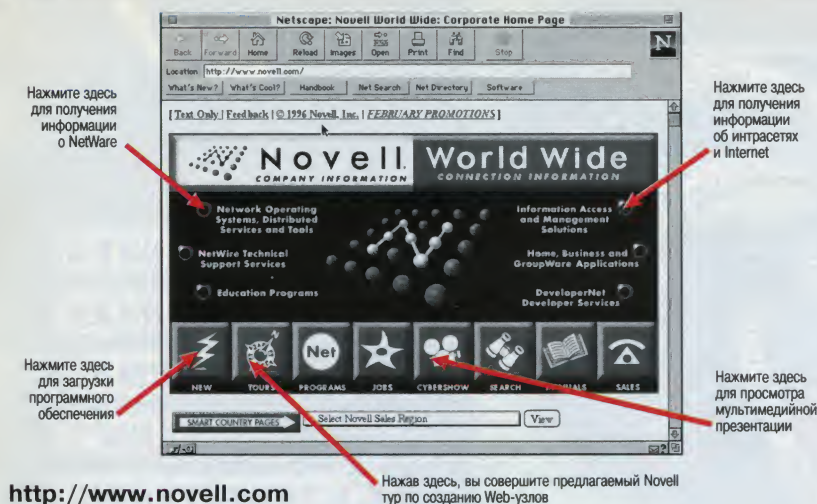 Netscape: Novell World Wide: Corporate Home Page
Back Forward Home Reload Images Open Print Find Stop
N
Location: http://www.novell.com/
What's New? What's Cool? Handbook Net Search Net Directory Software
[ Text Only | Feedback | © 1996 Novell, Inc. | FEBRUARY PROMOTIONS ]
Novell. World Wide
COMPANY INFORMATION CONNECTION INFORMATION
Network Operating
Systems, Distributed
Services and Tools
NetWire Technical
Support Services
Education Programs
Information Access
and Management
Solutions
Home, Business and
GroupWare Applications
DeveloperNet
Developer Services
Net
NEW TOURS PROGRAMS JOBS CYBERSHOW SEARCH MANUALS SALES
SMART COUNTRY PAGES Select Novell Sales Region View
Нажмите здесь
для получения
информации
о NetWare
Нажмите здесь
для получения
информации
об интрасетях
и Internet
Нажмите здесь
для загрузки
программного
обеспечения
Нажмите здесь
для просмотра
мультимедийной
презентации
Нажав здесь, вы совершите предлагаемый Novell
тур по созданию Web-узлов
http://www.novell.com